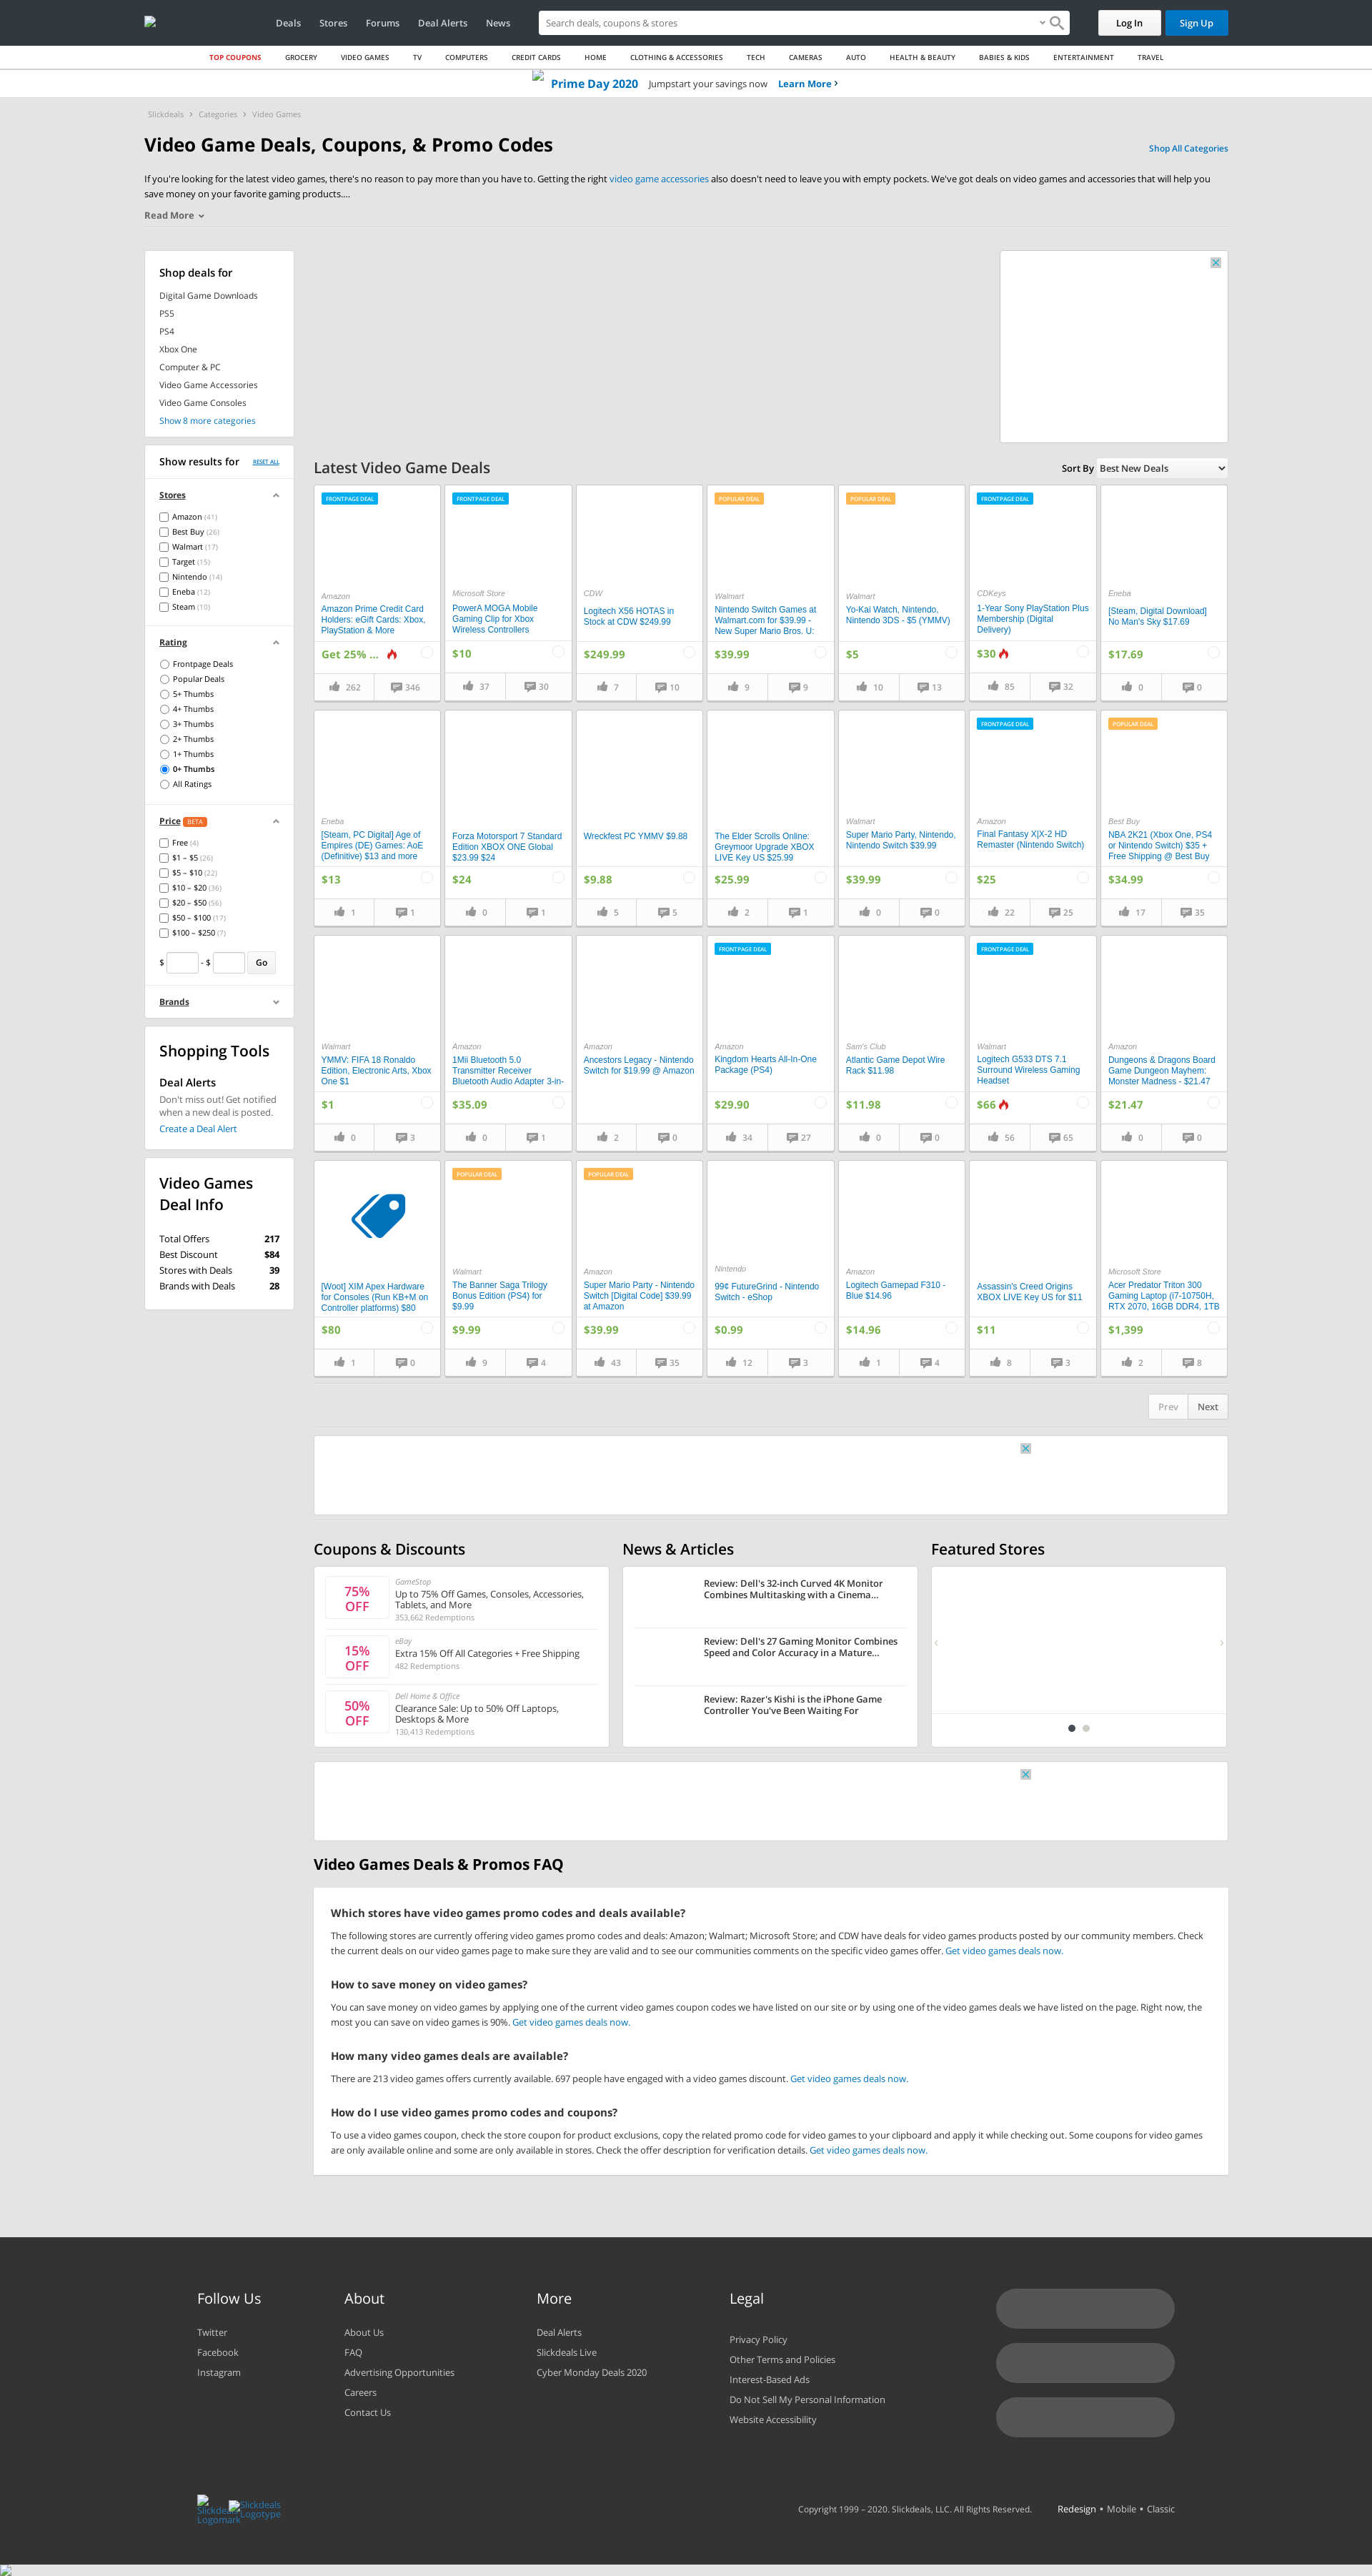 Deals Stores Forums Deal Alerts News
Search deals, coupons & stores
Log In
Sign Up
TOP COUPONS GROCERY VIDEO GAMES TV COMPUTERS CREDIT CARDS HOME CLOTHING & ACCESSORIES TECH CAMERAS AUTO HEALTH & BEAUTY BABIES & KIDS ENTERTAINMENT TRAVEL
Prime Day 2020 Jumpstart your savings now Learn More
Slickdeals Categories Video Games
Video Game Deals, Coupons, & Promo Codes
Shop All Categories
If you're looking for the latest video games, there's no reason to pay more than you have to. Getting the right video game accessories also doesn't need to leave you with empty pockets. We've got deals on video games and accessories that will help you
save money on your favorite gaming products....
Read More
Shop deals for
Digital Game Downloads
PS5
PS4
Xbox One
Computer & PC
Video Game Accessories
Video Game Consoles
Show 8 more categories
Show results for RESET ALL
Stores
Amazon (41)
Best Buy (26)
Walmart (17)
Target (15)
Nintendo (14)
Eneba (12)
Steam (10)
Rating
Frontpage Deals
Popular Deals
5+ Thumbs
4+ Thumbs
3+ Thumbs
2+ Thumbs
1+ Thumbs
0+ Thumbs
All Ratings
Price BETA
Free (4)
$1 – $5 (26)
$5 – $10 (22)
$10 – $20 (36)
$20 – $50 (56)
$50 – $100 (17)
$100 – $250 (7)
$ - $ Go
Brands
Shopping Tools
Deal Alerts
Don't miss out! Get notified
when a new deal is posted.
Create a Deal Alert
Video Games
Deal Info
Total Offers 217
Best Discount $84
Stores with Deals 39
Brands with Deals 28
Latest Video Game Deals
Sort By Best New Deals
FRONTPAGE DEAL
Amazon
Amazon Prime Credit Card
Holders: eGift Cards: Xbox,
PlayStation & More
Get 25% ...
262 346
FRONTPAGE DEAL
Microsoft Store
PowerA MOGA Mobile
Gaming Clip for Xbox
Wireless Controllers
$10
37 30
CDW
Logitech X56 HOTAS in
Stock at CDW $249.99
$249.99
7 10
POPULAR DEAL
Walmart
Nintendo Switch Games at
Walmart.com for $39.99 -
New Super Mario Bros. U:
$39.99
9 9
POPULAR DEAL
Walmart
Yo-Kai Watch, Nintendo,
Nintendo 3DS - $5 (YMMV)
$5
10 13
FRONTPAGE DEAL
CDKeys
1-Year Sony PlayStation Plus
Membership (Digital
Delivery)
$30
85 32
Eneba
[Steam, Digital Download]
No Man's Sky $17.69
$17.69
0 0
Eneba
[Steam, PC Digital] Age of
Empires (DE) Games: AoE
(Definitive) $13 and more
$13
1 1
Forza Motorsport 7 Standard
Edition XBOX ONE Global
$23.99 $24
$24
0 1
Wreckfest PC YMMV $9.88
$9.88
5 5
The Elder Scrolls Online:
Greymoor Upgrade XBOX
LIVE Key US $25.99
$25.99
2 1
Walmart
Super Mario Party, Nintendo,
Nintendo Switch $39.99
$39.99
0 0
FRONTPAGE DEAL
Amazon
Final Fantasy X|X-2 HD
Remaster (Nintendo Switch)
$25
22 25
POPULAR DEAL
Best Buy
NBA 2K21 (Xbox One, PS4
or Nintendo Switch) $35 +
Free Shipping @ Best Buy
$34.99
17 35
Walmart
YMMV: FIFA 18 Ronaldo
Edition, Electronic Arts, Xbox
One $1
$1
0 3
Amazon
1Mii Bluetooth 5.0
Transmitter Receiver
Bluetooth Audio Adapter 3-in-
$35.09
0 1
Amazon
Ancestors Legacy - Nintendo
Switch for $19.99 @ Amazon
2 0
FRONTPAGE DEAL
Amazon
Kingdom Hearts All-In-One
Package (PS4)
$29.90
34 27
Sam's Club
Atlantic Game Depot Wire
Rack $11.98
$11.98
0 0
FRONTPAGE DEAL
Walmart
Logitech G533 DTS 7.1
Surround Wireless Gaming
Headset
$66
56 65
Amazon
Dungeons & Dragons Board
Game Dungeon Mayhem:
Monster Madness - $21.47
$21.47
0 0
[Woot] XIM Apex Hardware
for Consoles (Run KB+M on
Controller platforms) $80
$80
1 0
POPULAR DEAL
Walmart
The Banner Saga Trilogy
Bonus Edition (PS4) for
$9.99
$9.99
9 4
POPULAR DEAL
Amazon
Super Mario Party - Nintendo
Switch [Digital Code] $39.99
at Amazon
$39.99
43 35
Nintendo
99¢ FutureGrind - Nintendo
Switch - eShop
$0.99
12 3
Amazon
Logitech Gamepad F310 -
Blue $14.96
$14.96
1 4
Assassin's Creed Origins
XBOX LIVE Key US for $11
$11
8 3
Microsoft Store
Acer Predator Triton 300
Gaming Laptop (i7-10750H,
RTX 2070, 16GB DDR4, 1TB
$1,399
2 8
Prev Next
Coupons & Discounts
75%
OFF
GameStop
Up to 75% Off Games, Consoles, Accessories,
Tablets, and More
353,662 Redemptions
15%
OFF
eBay
Extra 15% Off All Categories + Free Shipping
482 Redemptions
50%
OFF
Dell Home & Office
Clearance Sale: Up to 50% Off Laptops,
Desktops & More
130,413 Redemptions
News & Articles
Review: Dell's 32-inch Curved 4K Monitor
Combines Multitasking with a Cinema...
Review: Dell's 27 Gaming Monitor Combines
Speed and Color Accuracy in a Mature...
Review: Razer's Kishi is the iPhone Game
Controller You've Been Waiting For
Featured Stores
Video Games Deals & Promos FAQ
Which stores have video games promo codes and deals available?
The following stores are currently offering video games promo codes and deals: Amazon; Walmart; Microsoft Store; and CDW have deals for video games products posted by our community members. Check
the current deals on our video games page to make sure they are valid and to see our communities comments on the specific video games offer. Get video games deals now.
How to save money on video games?
You can save money on video games by applying one of the current video games coupon codes we have listed on our site or by using one of the video games deals we have listed on the page. Right now, the
most you can save on video games is 90%. Get video games deals now.
How many video games deals are available?
There are 213 video games offers currently available. 697 people have engaged with a video games discount. Get video games deals now.
How do I use video games promo codes and coupons?
To use a video games coupon, check the store coupon for product exclusions, copy the related promo code for video games to your clipboard and apply it while checking out. Some coupons for video games
are only available online and some are only available in stores. Check the offer description for verification details. Get video games deals now.
Follow Us
Twitter
Facebook
Instagram
About
About Us
FAQ
Advertising Opportunities
Careers
Contact Us
More
Deal Alerts
Slickdeals Live
Cyber Monday Deals 2020
Legal
Privacy Policy
Other Terms and Policies
Interest-Based Ads
Do Not Sell My Personal Information
Website Accessibility
Slickdeals
Logomark
Slickdeals
Logotype
Copyright 1999 – 2020. Slickdeals, LLC. All Rights Reserved.
Redesign • Mobile • Classic